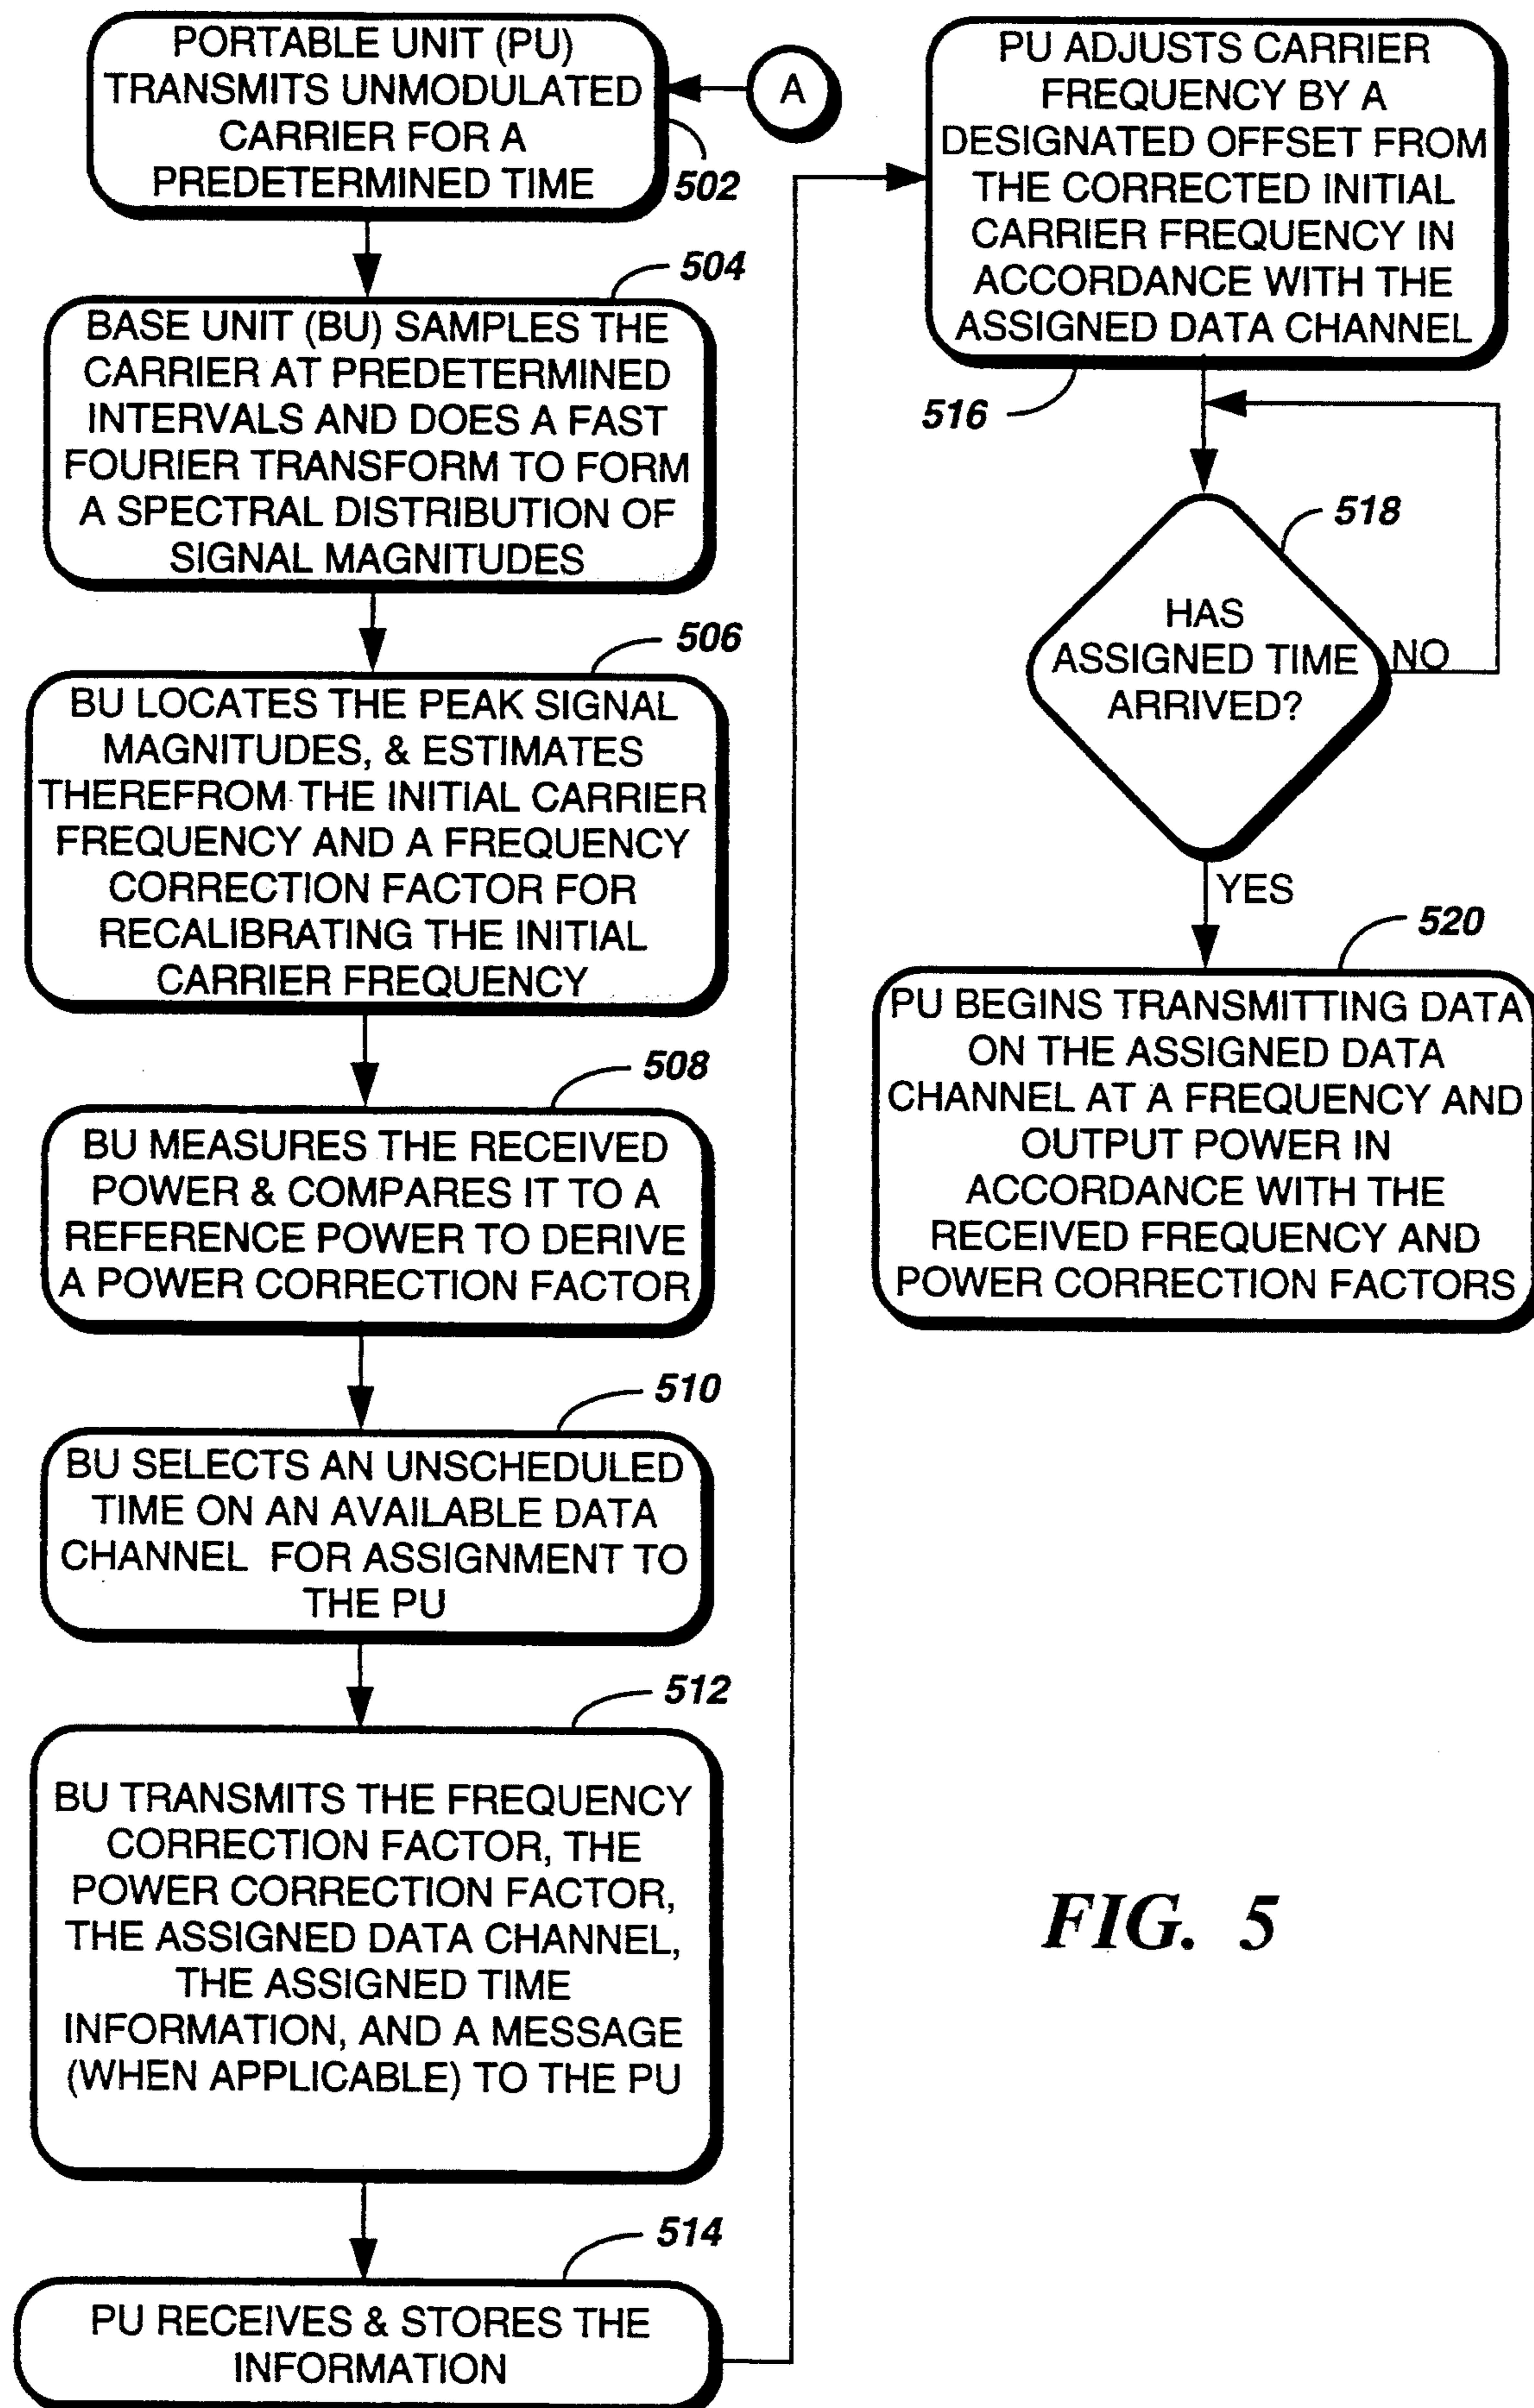 PORTABLE UNIT (PU)
TRANSMITS UNMODULATED
CARRIER FOR A
PREDETERMINED TIME
A
502
504
BASE UNIT (BU) SAMPLES THE
CARRIER AT PREDETERMINED
INTERVALS AND DOES A FAST
FOURIER TRANSFORM TO FORM
A SPECTRAL DISTRIBUTION OF
SIGNAL MAGNITUDES
506
BU LOCATES THE PEAK SIGNAL
MAGNITUDES, & ESTIMATES
THEREFROM THE INITIAL CARRIER
FREQUENCY AND A FREQUENCY
CORRECTION FACTOR FOR
RECALIBRATING THE INITIAL
CARRIER FREQUENCY
508
BU MEASURES THE RECEIVED
POWER & COMPARES IT TO A
REFERENCE POWER TO DERIVE
A POWER CORRECTION FACTOR
510
BU SELECTS AN UNSCHEDULED
TIME ON AN AVAILABLE DATA
CHANNEL FOR ASSIGNMENT TO
THE PU
512
BU TRANSMITS THE FREQUENCY
CORRECTION FACTOR, THE
POWER CORRECTION FACTOR,
THE ASSIGNED DATA CHANNEL,
THE ASSIGNED TIME
INFORMATION, AND A MESSAGE
(WHEN APPLICABLE) TO THE PU
514
PU RECEIVES & STORES THE
INFORMATION
PU ADJUSTS CARRIER
FREQUENCY BY A
DESIGNATED OFFSET FROM
THE CORRECTED INITIAL
CARRIER FREQUENCY IN
ACCORDANCE WITH THE
ASSIGNED DATA CHANNEL
516
518
HAS
ASSIGNED TIME
ARRIVED?
NO
YES
520
PU BEGINS TRANSMITTING DATA
ON THE ASSIGNED DATA
CHANNEL AT A FREQUENCY AND
OUTPUT POWER IN
ACCORDANCE WITH THE
RECEIVED FREQUENCY AND
POWER CORRECTION FACTORS
FIG. 5